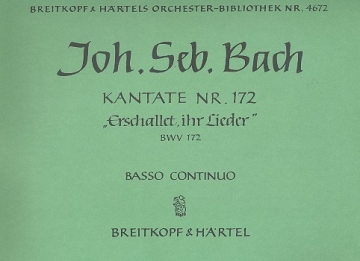 BREITKOPF & HÄRTELS ORCHESTER-BIBLIOTHEK NR. 4672
Joh. Seb. Bach
KANTATE NR. 172
„Erschallet, ihr Lieder“
BWV 172
BASSO CONTINUO
BREITKOPF & HÄRTEL